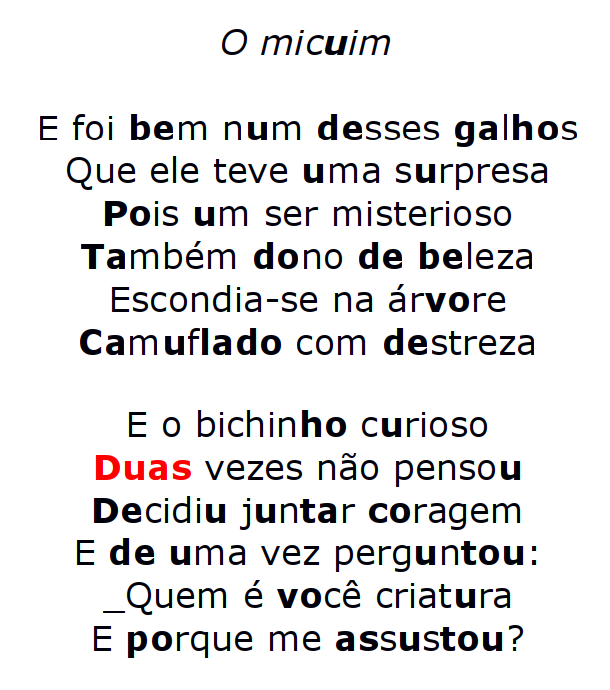 O micuim
E foi bem num desses galhos
Que ele teve uma surpresa
Pois um ser misterioso
Também dono de beleza
Escondia-se na árvore
Camuflado com destreza
E o bichinho curioso
Duas vezes não pensou
Decidiu juntar coragem
E de uma vez perguntou:
_Quem é você criatura
E porque me assustou?